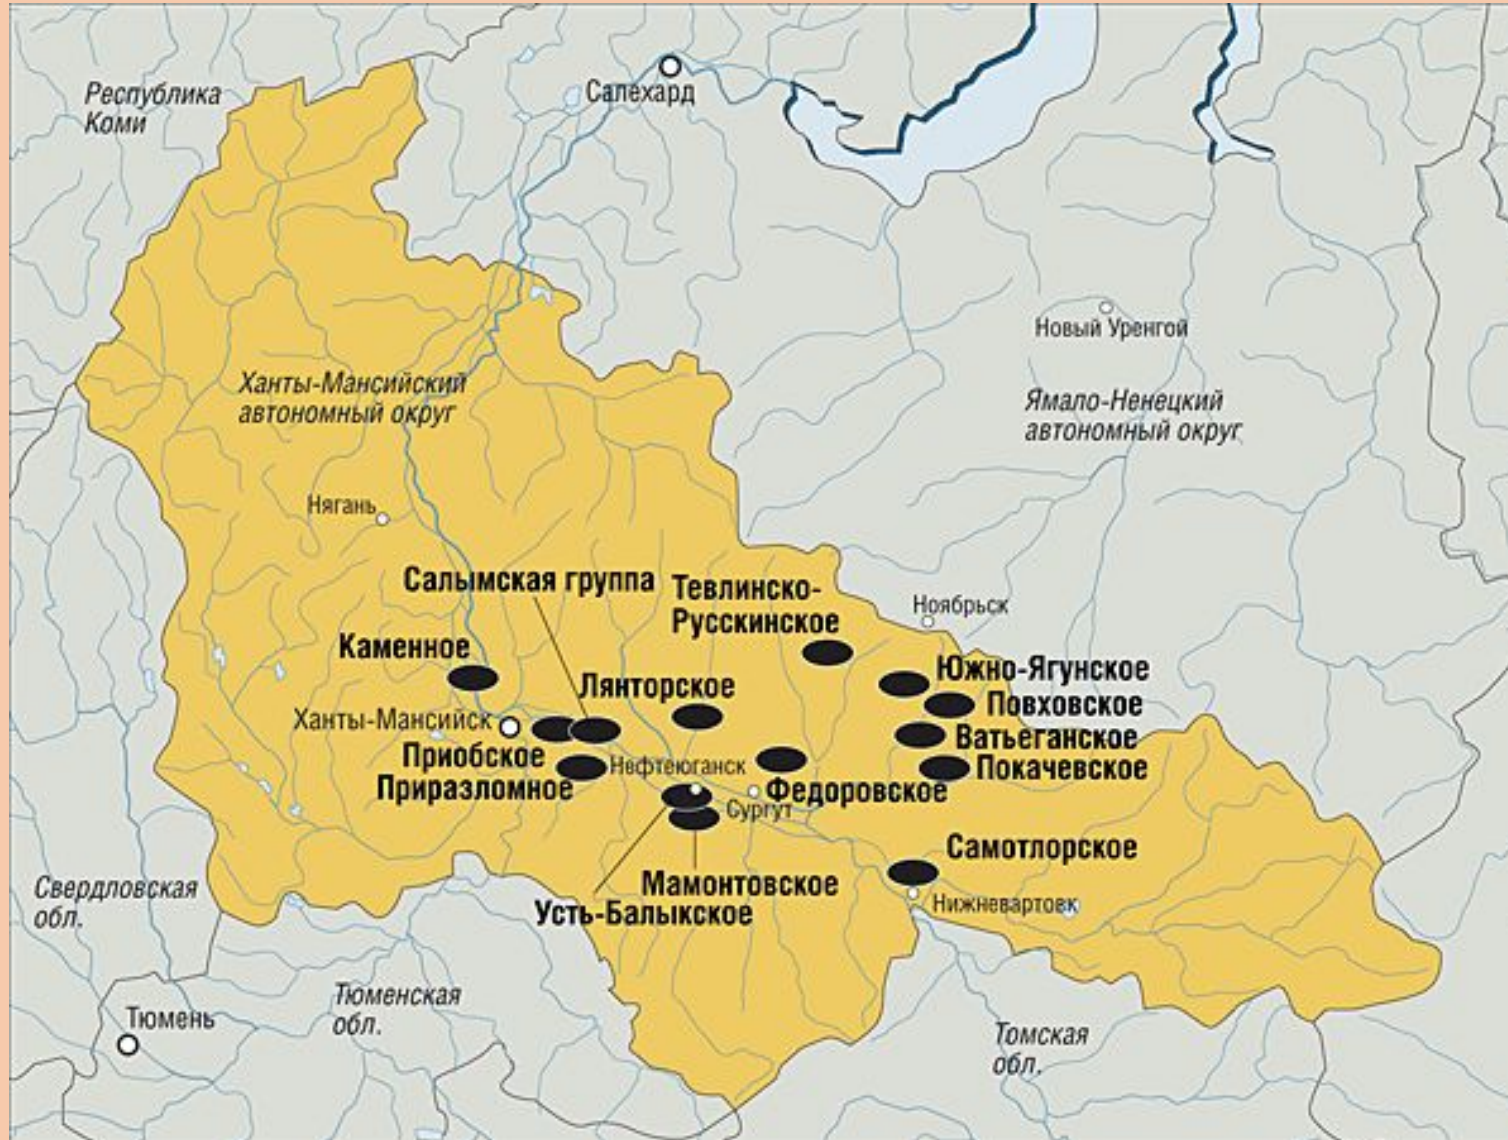 Республика
Коми
Салехард
Новый Уренгой
Ханты-Мансийский
автономный округ
Ямало-Ненецкий
автономный округ
Нягань
Салымская группа
Тевлинско-
Русскинское
Ноябрьск
Каменное
Южно-Ягунское
Лянторское
Повховское
Ханты-Мансийск
Ватьеганское
Приобское
Нефтеюганск
Покачевское
Приразломное
Федоровское
Сургут
Самотлорское
Мамонтовское
Усть-Балыкское
Нижневартовк
Свердловская
обл.
Тюменская
обл.
Тюмень
Томская
обл.